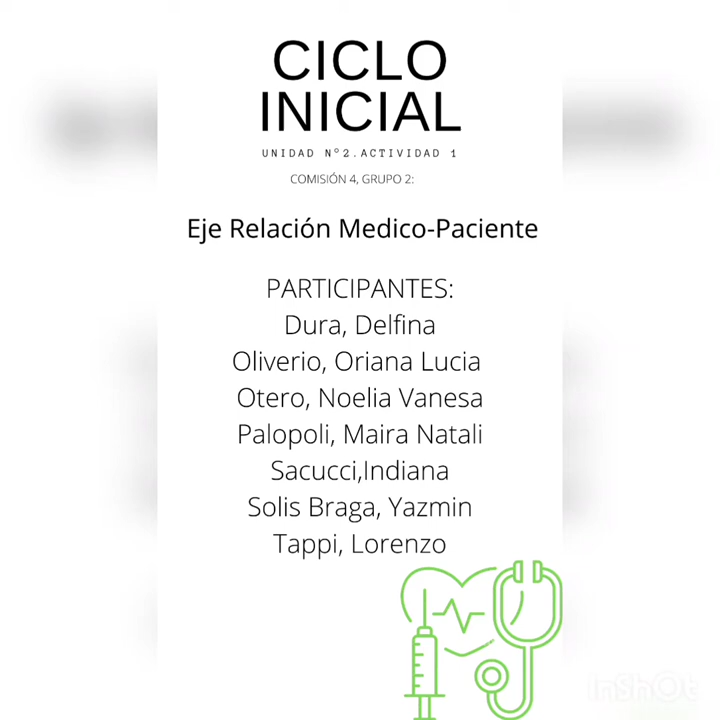 CICLO
INICIAL
UNIDAD Nº2.ACTIVIDAD 1
COMISIÓN 4, GRUPO 2:
Eje Relación Medico-Paciente
PARTICIPANTES:
Dura, Delfina
Oliverio, Oriana Lucia
Otero, Noelia Vanesa
Palopoli, Maira Natali
Sacucci,Indiana
Solis Braga, Yazmin
Tappi, Lorenzo
InShOt